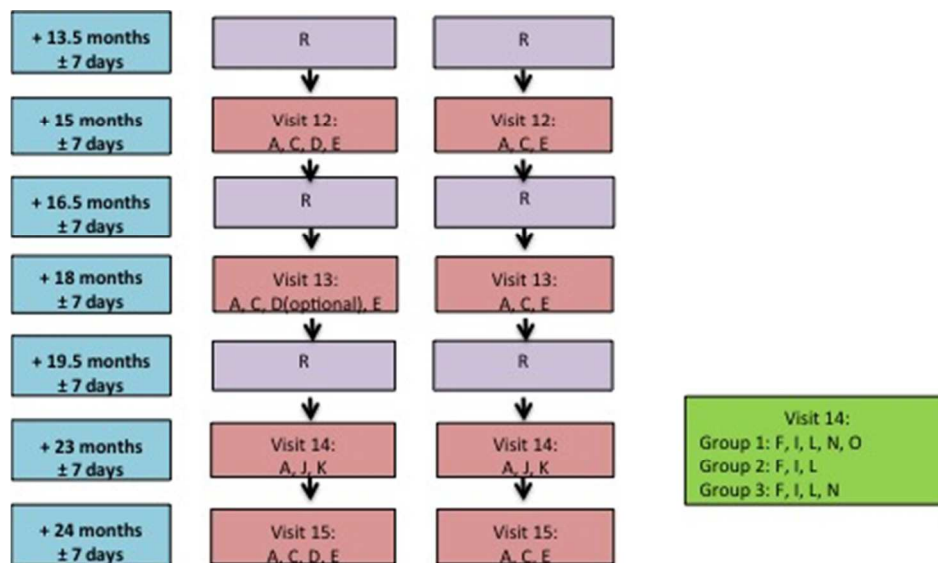 + 13.5 months
± 7 days
R
R
+ 15 months
± 7 days
Visit 12:
A, C, D, E
Visit 12:
A, C, E
+ 16.5 months
± 7 days
R
R
+ 18 months
± 7 days
Visit 13:
A, C, D(optional), E
Visit 13:
A, C, E
+ 19.5 months
± 7 days
R
R
+ 23 months
± 7 days
Visit 14:
A, J, K
Visit 14:
A, J, K
Visit 14:
Group 1: F, I, L, N, O
Group 2: F, I, L
Group 3: F, I, L, N
+ 24 months
± 7 days
Visit 15:
A, C, D, E
Visit 15:
A, C, E